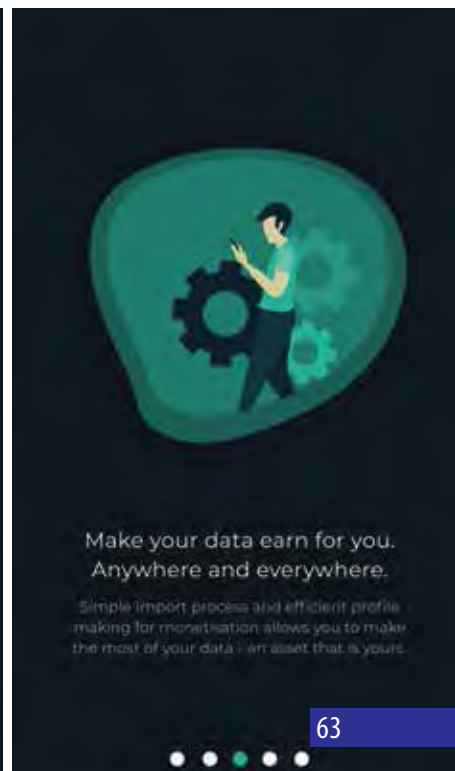 Make your data earn for you.
Anywhere and everywhere.
Simple import process and efficient profile
making for monetisation allows you to make
the most of your data - an asset that is yours.
63